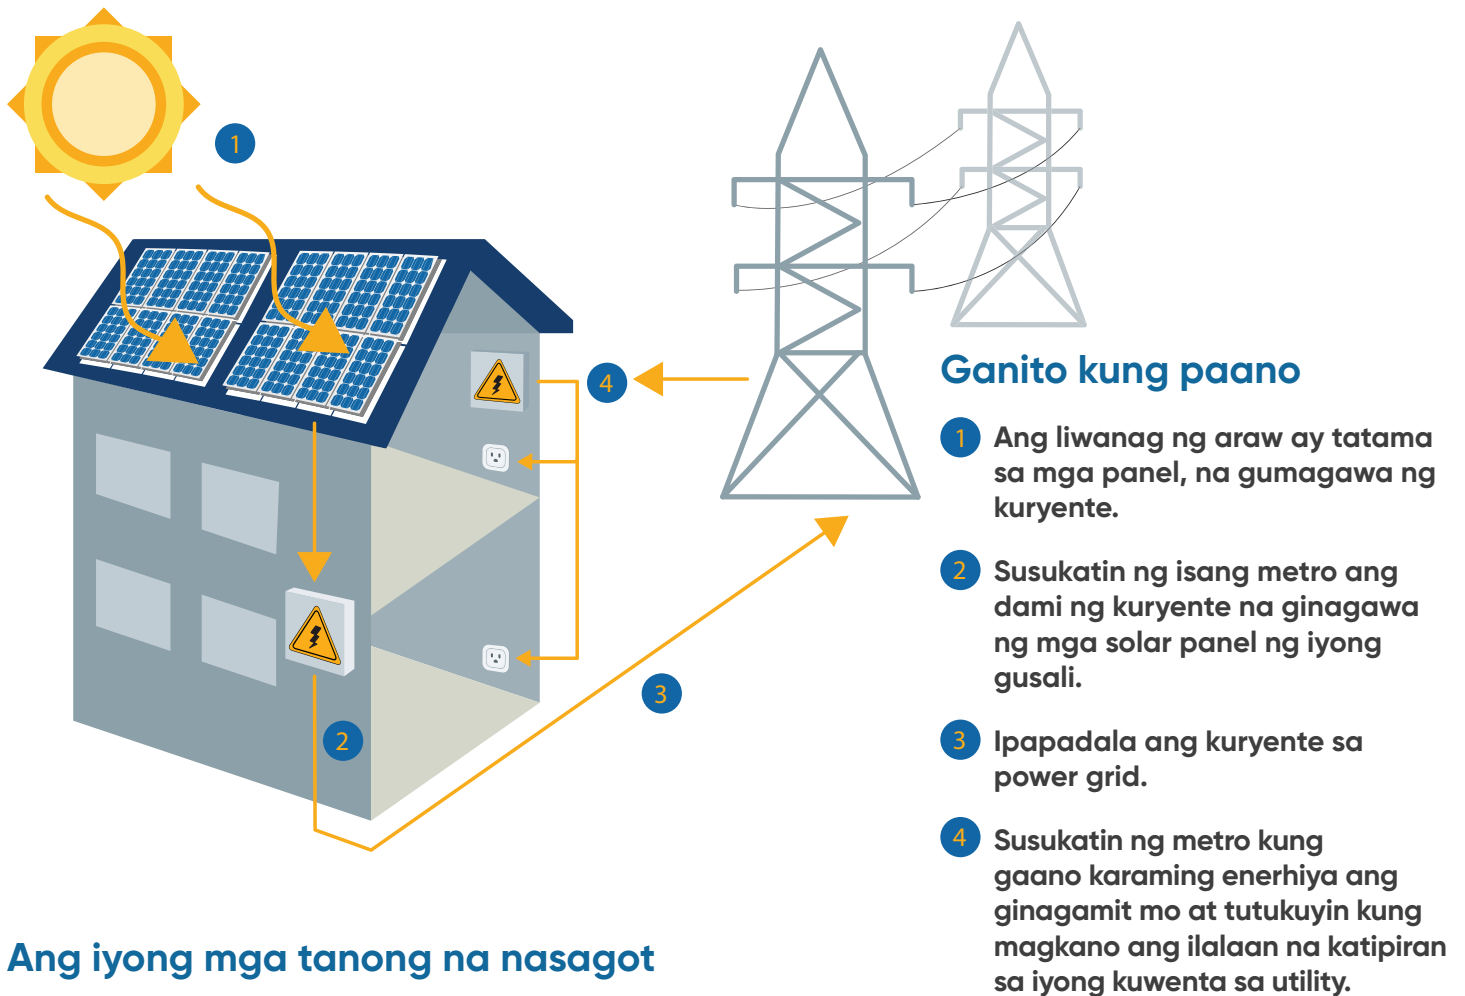 1
4
2
3
Ganito kung paano
1 Ang liwanag ng araw ay tatama
sa mga panel, na gumagawa ng
kuryente.
2 Susukatin ng isang metro ang
dami ng kuryente na ginagawa
ng mga solar panel ng iyong
gusali.
3 Ipapadala ang kuryente sa
power grid.
4 Susukatin ng metro kung
gaano karaming enerhiya ang
ginagamit mo at tutukuyin kung
magkano ang ilalaan na katipiran
sa iyong kuwenta sa utility.
Ang iyong mga tanong na nasagot